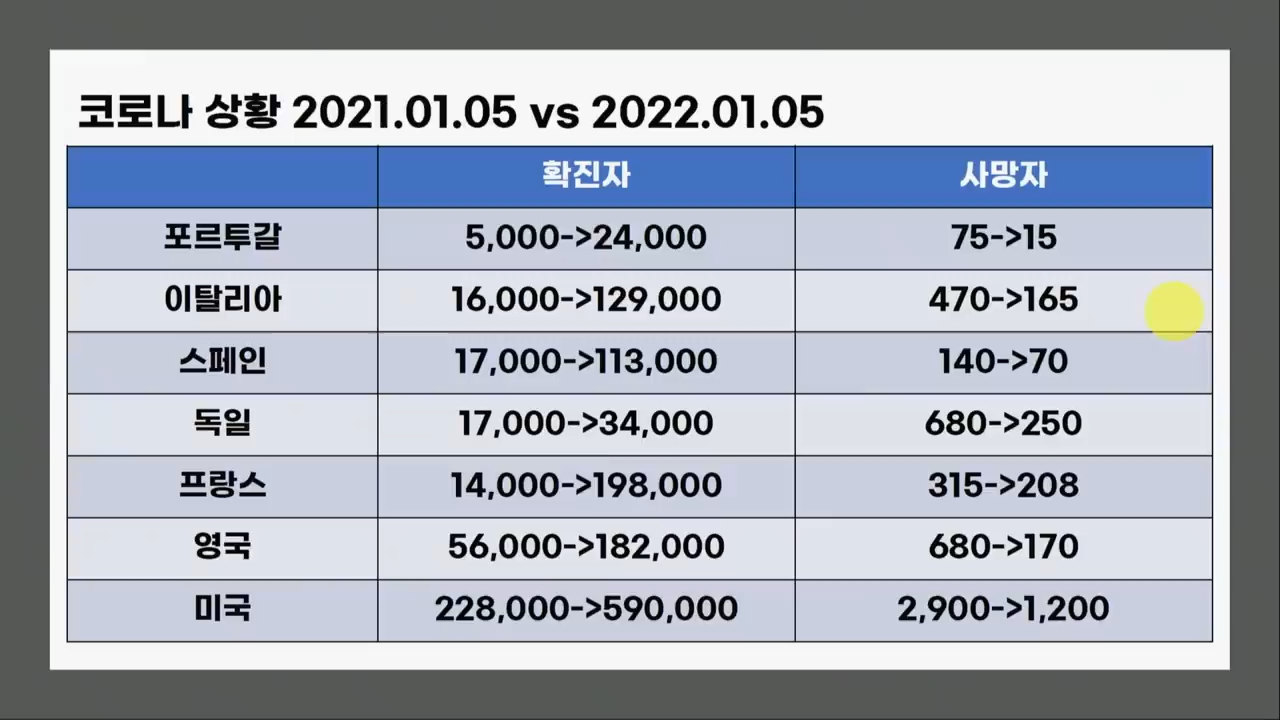 코로나 상황 2021.01.05 vs 2022.01.05
확진자 사망자
포르투갈 5,000->24,000 75->15
이탈리아 16,000->129,000 470->165
스페인 17,000->113,000 140->70
독일 17,000->34,000 680->250
프랑스 14,000->198,000 315->208
영국 56,000->182,000 680->170
미국 228,000->590,000 2,900->1,200